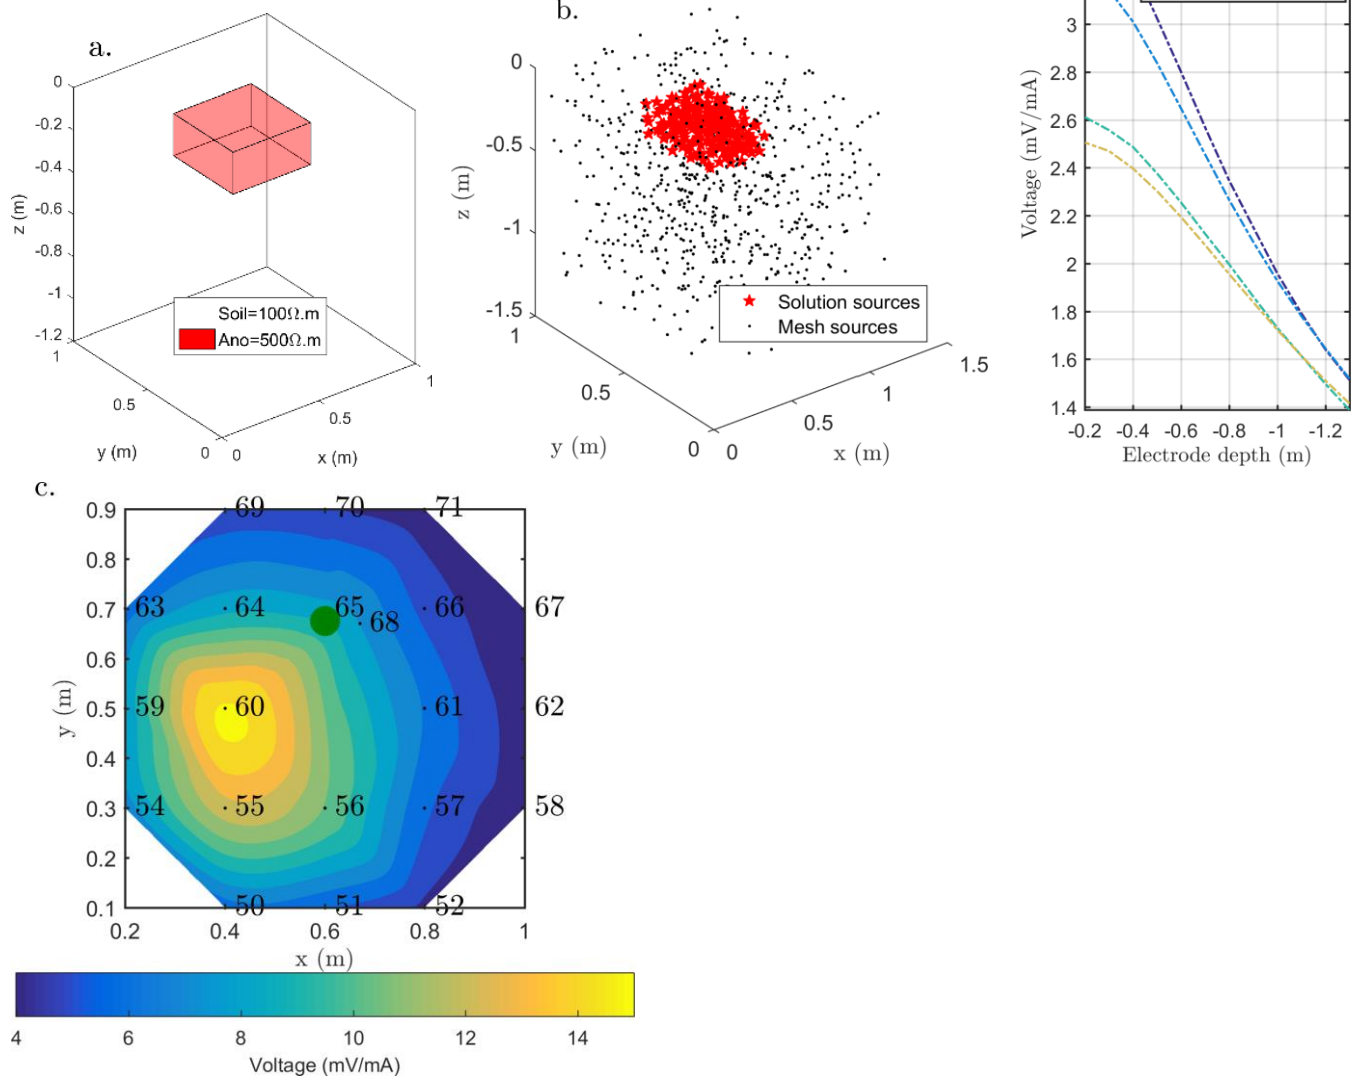 a.
0
-0.2
-0.4
-0.6
-0.8
-1
-1.2
z (m)
1
0.5
0
y (m)
0
0.5
1
x (m)
Soil=100Ω.m
Ano=500Ω.m
b.
0
-0.5
-1
-1.5
z (m)
1
0.5
0
y (m)
0
0.5
1
1.5
x (m)
Solution sources
Mesh sources
3
2.8
2.6
2.4
2.2
2
1.8
1.6
1.4
Voltage (mV/mA)
-0.2 -0.4 -0.6 -0.8 -1 -1.2
Electrode depth (m)
c.
0.9
0.8
0.7
0.6
0.5
0.4
0.3
0.2
0.1
y (m)
69 70 71
63 64 65 66 67
68
59 60 61 62
54 55 56 57 58
50 51 52
0.2 0.4 0.6 0.8 1
x (m)
4 6 8 10 12 14
Voltage (mV/mA)